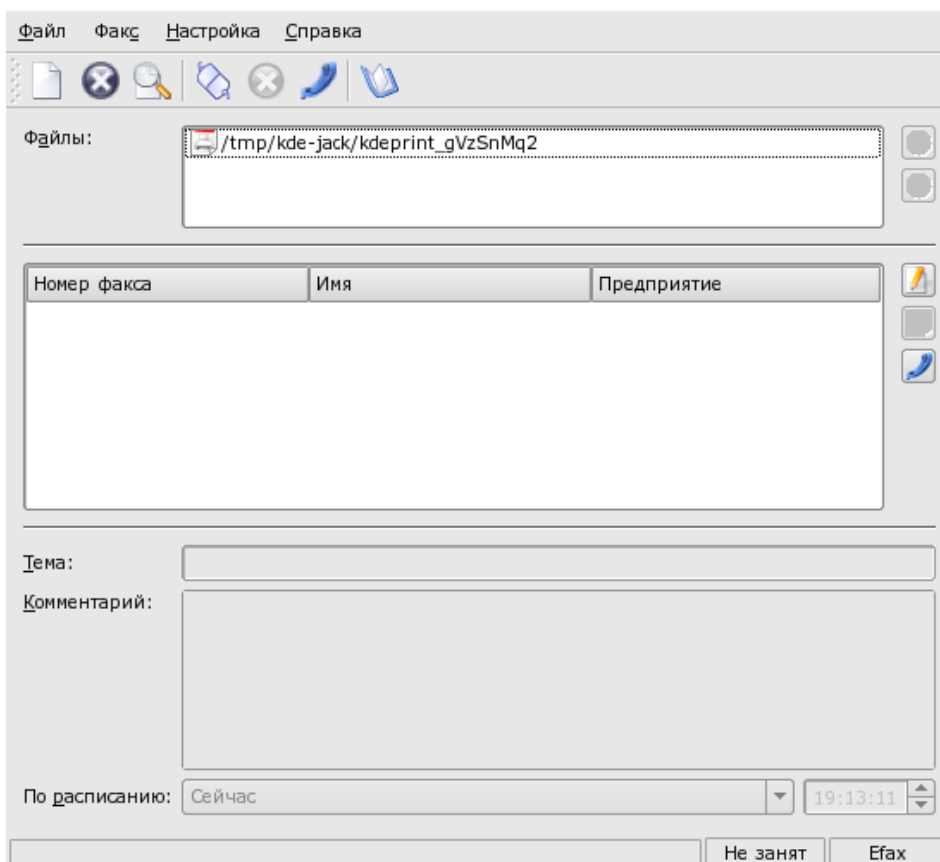 Файл Факс Настройка Справка
Файлы:
/tmp/kde-jack/kdeprint_gVzSnMq2
Номер факса Имя Предприятие
Тема:
Комментарий:
По расписанию: Сейчас 19:13:11
Не занят Efax